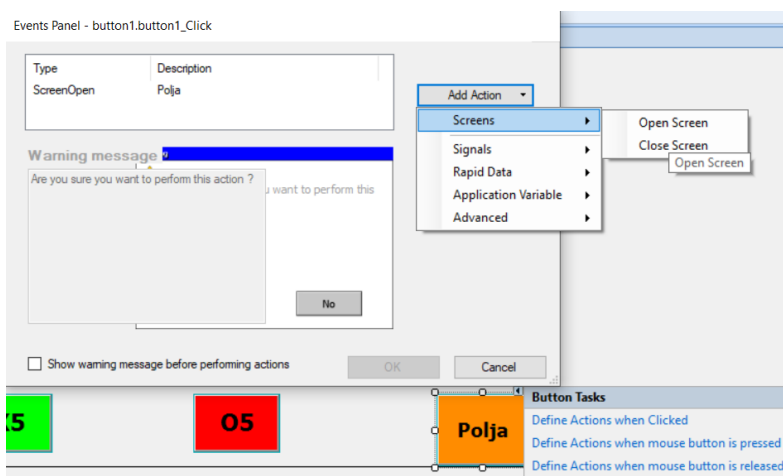 Events Panel - button1.button1_Click
Type Description
ScreenOpen Polja
Add Action
Screens
Signals
Rapid Data
Application Variable
Advanced
Open Screen
Close Screen
Open Screen
Warning message
Are you sure you want to perform this action ?
want to perform this
No
Show warning message before performing actions
OK Cancel
5
O5
Polja
Button Tasks
Define Actions when Clicked
Define Actions when mouse button is pressed
Define Actions when mouse button is released